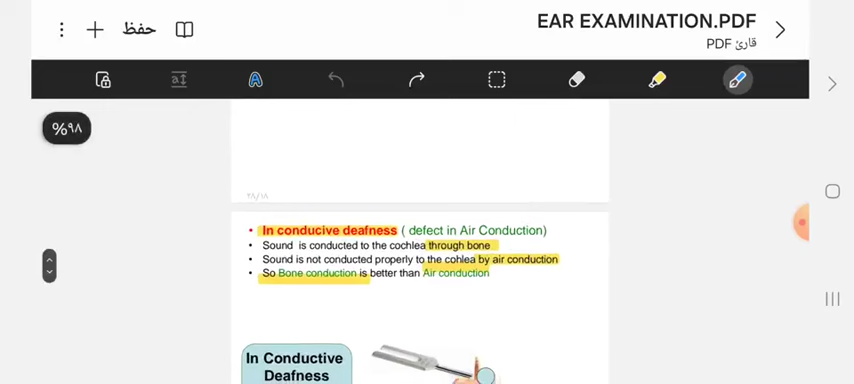 EAR EXAMINATION.PDF
قارئ PDF
حفظ
%٩٨
٢٨/١٨
• In conducive deafness ( defect in Air Conduction)
• Sound is conducted to the cochlea through bone
• Sound is not conducted properly to the cohlea by air conduction
• So Bone conduction is better than Air conduction
In Conductive
Deafness